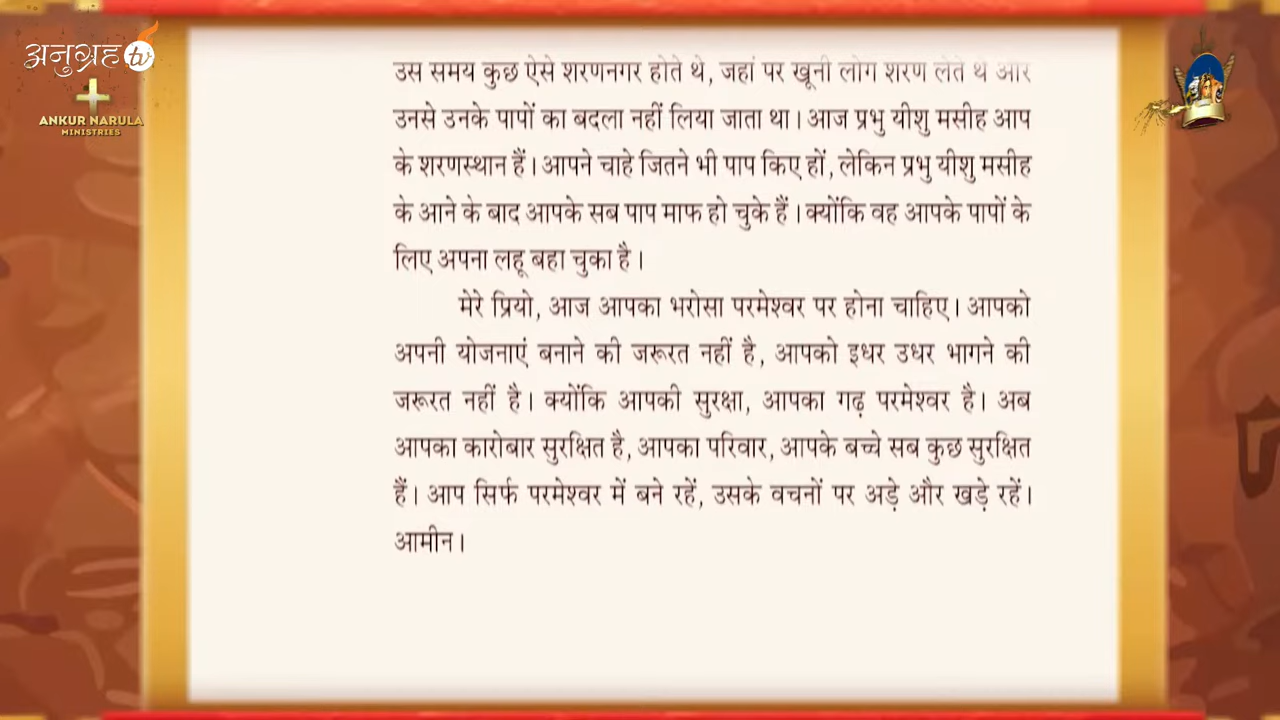 अनुग्रह tv
ANKUR NARULA
MINISTRIES
उस समय कुछ ऐसे शरणनगर होते थे, जहां पर खूनी लोग शरण लेते थे और
उनसे उनके पापों का बदला नहीं लिया जाता था। आज प्रभु यीशु मसीह आप
के शरणस्थान हैं। आपने चाहे जितने भी पाप किए हों, लेकिन प्रभु यीशु मसीह
के आने के बाद आपके सब पाप माफ हो चुके हैं। क्योंकि वह आपके पापों के
लिए अपना लहू बहा चुका है।
मेरे प्रियो, आज आपका भरोसा परमेश्वर पर होना चाहिए। आपको
अपनी योजनाएं बनाने की जरूरत नहीं है, आपको इधर उधर भागने की
जरूरत नहीं है। क्योंकि आपकी सुरक्षा, आपका गढ़ परमेश्वर है। अब
आपका कारोबार सुरक्षित है, आपका परिवार, आपके बच्चे सब कुछ सुरक्षित
हैं। आप सिर्फ परमेश्वर में बने रहें, उसके वचनों पर अड़े और खड़े रहें।
आमीन।